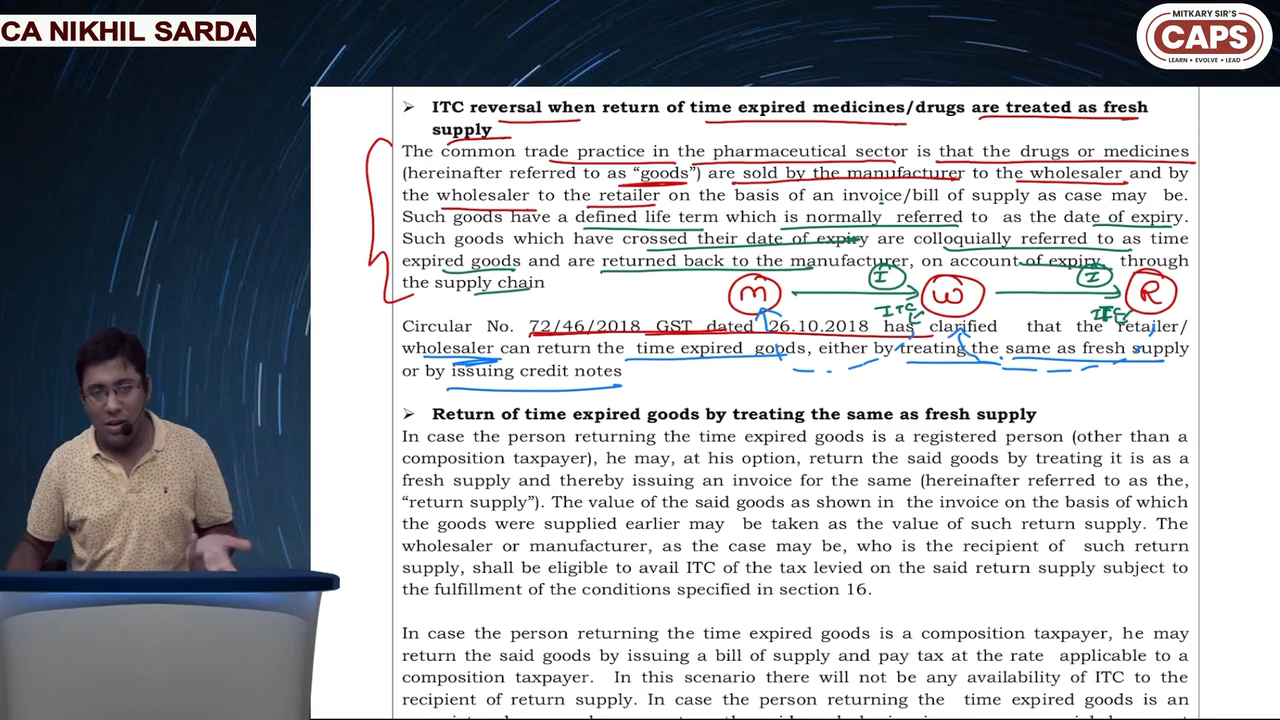 CA NIKHIL SARDA
MITKARY SIR'S
CAPS
LEARN • EVOLVE • LEAD
➢ ITC reversal when return of time expired medicines/drugs are treated as fresh
supply
The common trade practice in the pharmaceutical sector is that the drugs or medicines
(hereinafter referred to as “goods”) are sold by the manufacturer to the wholesaler and by
the wholesaler to the retailer on the basis of an invoice/bill of supply as case may be.
Such goods have a defined life term which is normally referred to as the date of expiry.
Such goods which have crossed their date of expiry are colloquially referred to as time
expired goods and are returned back to the manufacturer, on account of expiry, through
the supply chain
M I W I R
ITC ITC
Circular No. 72/46/2018 GST dated 26.10.2018 has clarified that the retailer/
wholesaler can return the time expired goods, either by treating the same as fresh supply
or by issuing credit notes
➢ Return of time expired goods by treating the same as fresh supply
In case the person returning the time expired goods is a registered person (other than a
composition taxpayer), he may, at his option, return the said goods by treating it is as a
fresh supply and thereby issuing an invoice for the same (hereinafter referred to as the,
“return supply”). The value of the said goods as shown in the invoice on the basis of which
the goods were supplied earlier may be taken as the value of such return supply. The
wholesaler or manufacturer, as the case may be, who is the recipient of such return
supply, shall be eligible to avail ITC of the tax levied on the said return supply subject to
the fulfillment of the conditions specified in section 16.
In case the person returning the time expired goods is a composition taxpayer, he may
return the said goods by issuing a bill of supply and pay tax at the rate applicable to a
composition taxpayer. In this scenario there will not be any availability of ITC to the
recipient of return supply. In case the person returning the time expired goods is an